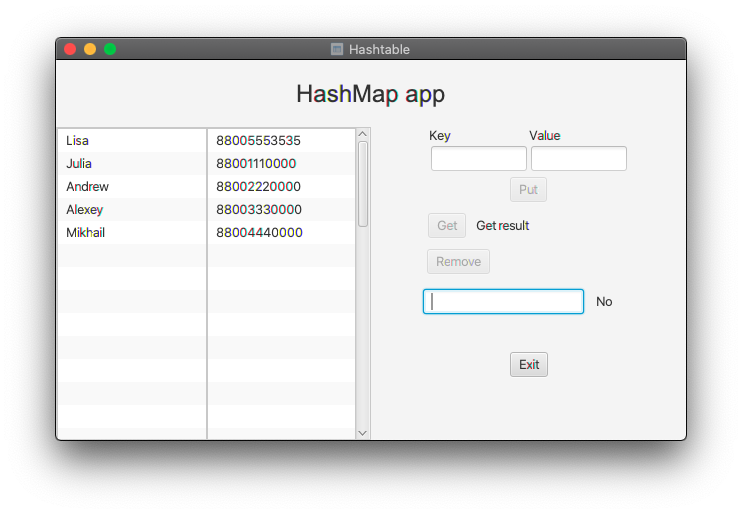 Hashtable
HashMap app
Lisa 88005553535
Julia 88001110000
Andrew 88002220000
Alexey 88003330000
Mikhail 88004440000
Key Value
Put
Get Get result
Remove
No
Exit